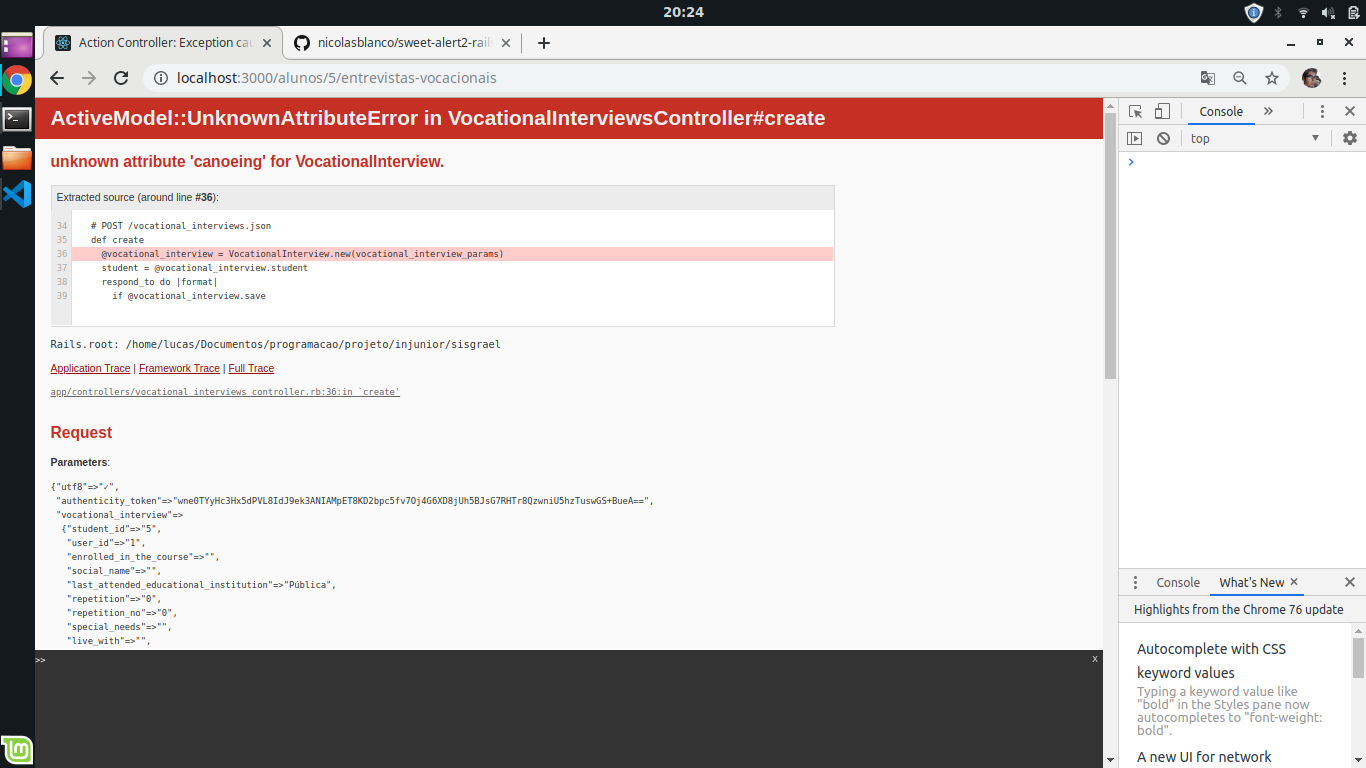 20:24
Action Controller: Exception cau
nicolasblanco/sweet-alert2-rails
localhost:3000/alunos/5/entrevistas-vocacionais
ActiveModel::UnknownAttributeError in VocationalInterviewsController#create
unknown attribute 'canoeing' for VocationalInterview.
Extracted source (around line #36):
34 # POST /vocational_interviews.json
35 def create
36 @vocational_interview = VocationalInterview.new(vocational_interview_params)
37 student = @vocational_interview.student
38 respond_to do |format|
39 if @vocational_interview.save
Rails.root: /home/lucas/Documentos/programacao/projeto/injunior/sisgrael
Application Trace | Framework Trace | Full Trace
app/controllers/vocational_interviews_controller.rb:36:in `create'
Request
Parameters:
{"utf8"=>"✓",
"authenticity_token"=>"wne0TYyHc3Hx5dPVL8IdJ9ek3ANIAMpET8KD2bpc5fv7Oj4G6XD8jUh5BJsG7RHTr8QzwniU5hzTuswGS+BueA==",
"vocational_interview"=>
{"student_id"=>"5",
"user_id"=>"1",
"enrolled_in_the_course"=>"",
"social_name"=>"",
"last_attended_educational_institution"=>"Pública",
"repetition"=>"0",
"repetition_no"=>"0",
"special_needs"=>"",
"live_with"=>"",
>>
x
Console
top
Console
What's New
Highlights from the Chrome 76 update
Autocomplete with CSS
keyword values
Typing a keyword value like
"bold" in the Styles pane now
autocompletes to "font-weight:
bold".
A new UI for network